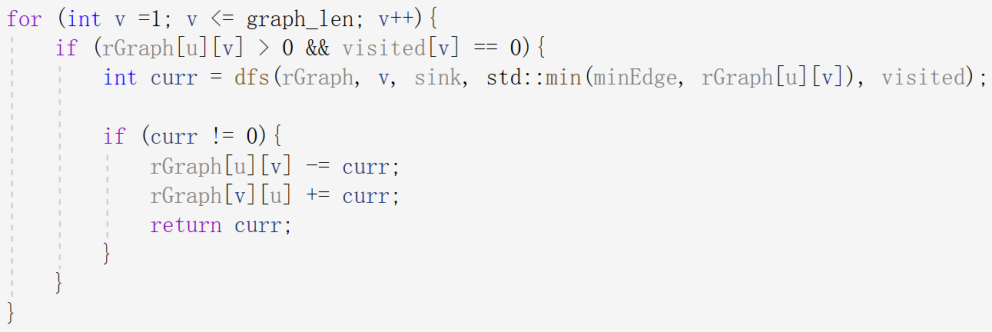 for (int v =1; v <= graph_len; v++){
    if (rGraph[u][v] > 0 && visited[v] == 0){
        int curr = dfs(rGraph, v, sink, std::min(minEdge, rGraph[u][v]), visited);

        if (curr != 0){
            rGraph[u][v] -= curr;
            rGraph[v][u] += curr;
            return curr;
        }
    }
}